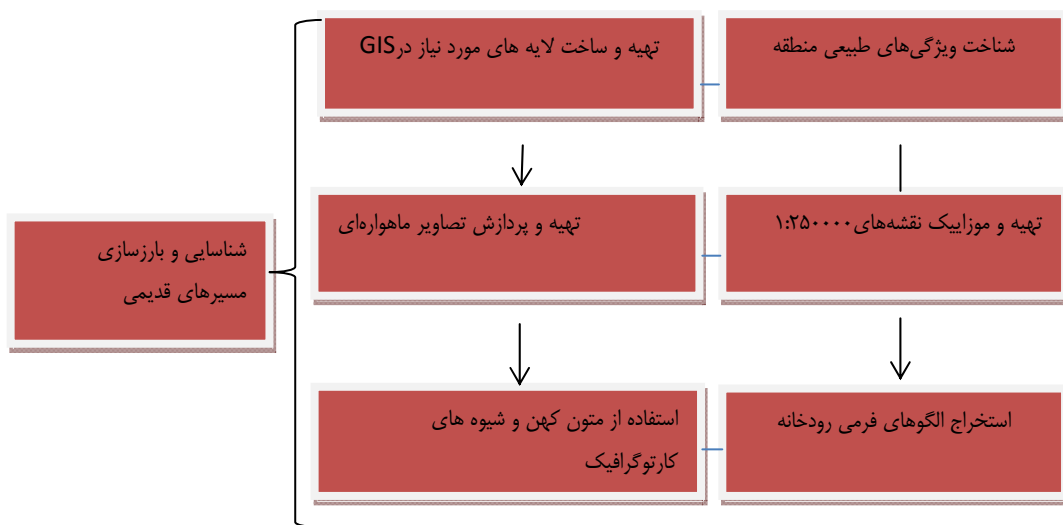 شناخت ویژگی‌های طبیعی منطقه
تهیه و ساخت لایه های مورد نیاز درGIS
تهیه و موزاییک نقشه‌های۱:۲۵۰۰۰۰
تهیه و پردازش تصاویر ماهواره‌ای
شناسایی و بارزسازی
مسیرهای قدیمی
استخراج الگوهای فرمی رودخانه
استفاده از متون کهن و شیوه های
کارتوگرافیک